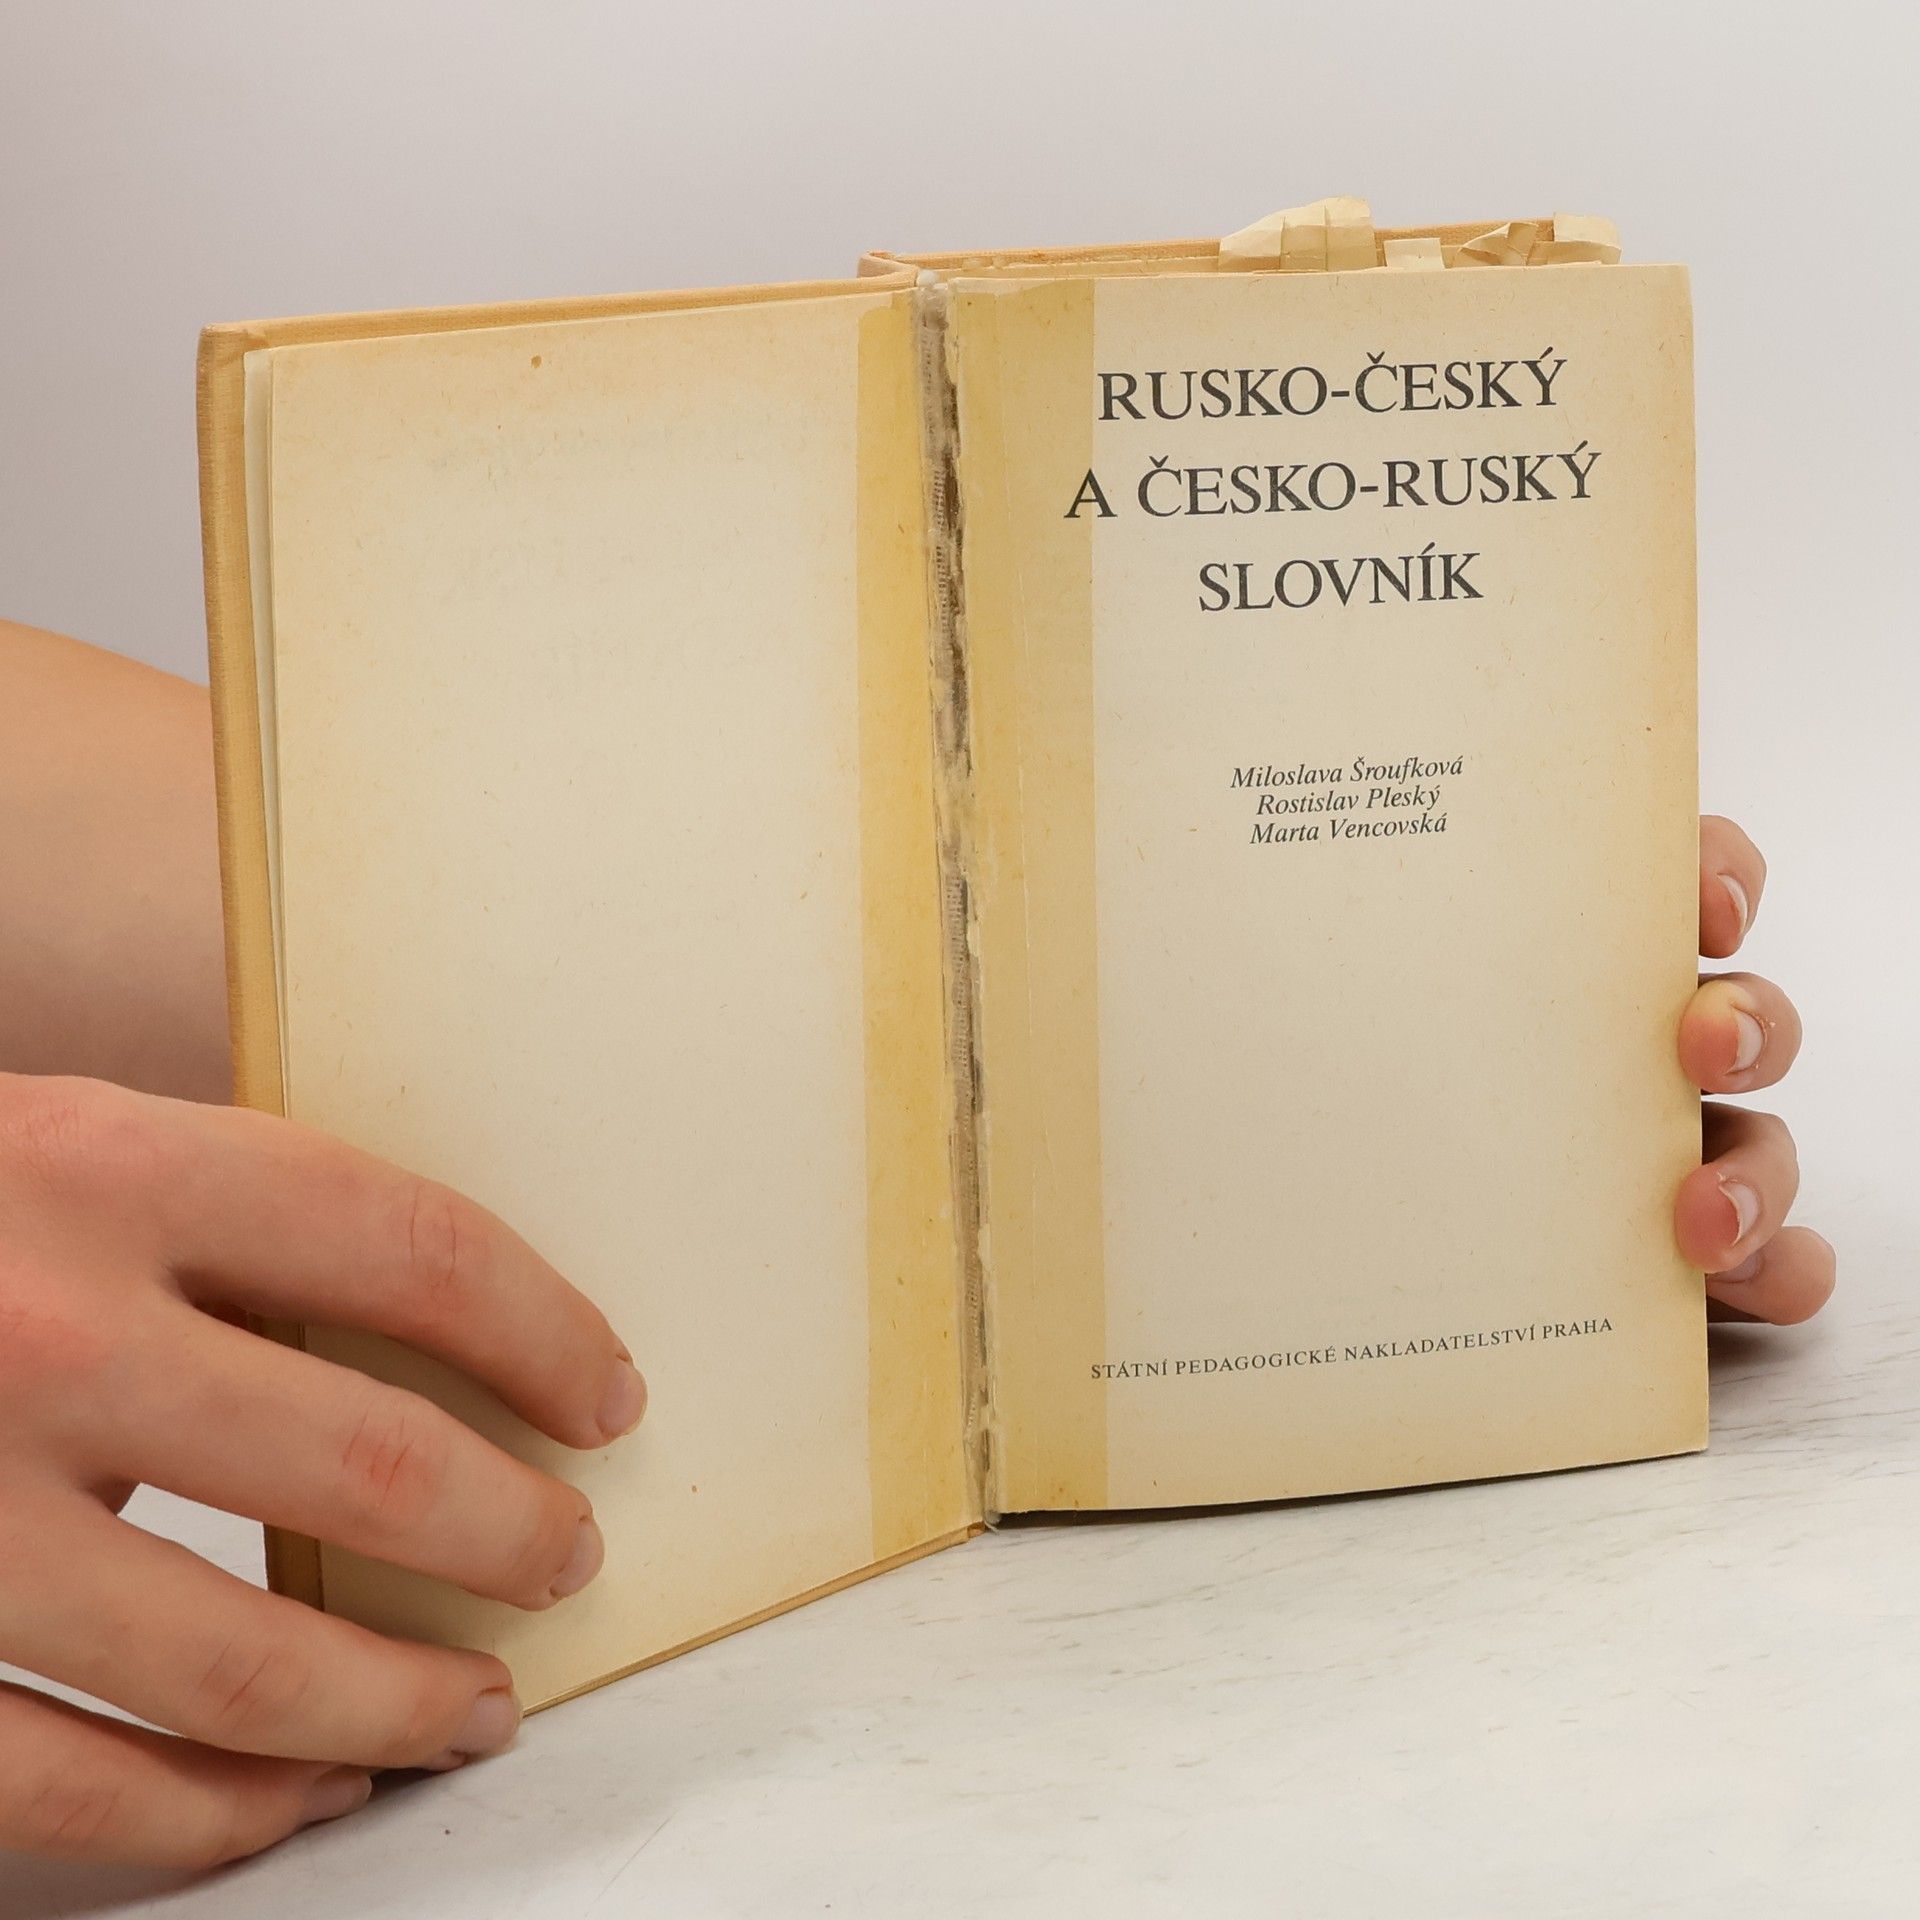 RUSKO-ČESKÝ
A ČESKO-RUSKÝ
SLOVNÍK
Miloslava Šroufková
Rostislav Pleský
Marta Vencovská
STÁTNÍ PEDAGOGICKÉ NAKLADATELSTVÍ PRAHA